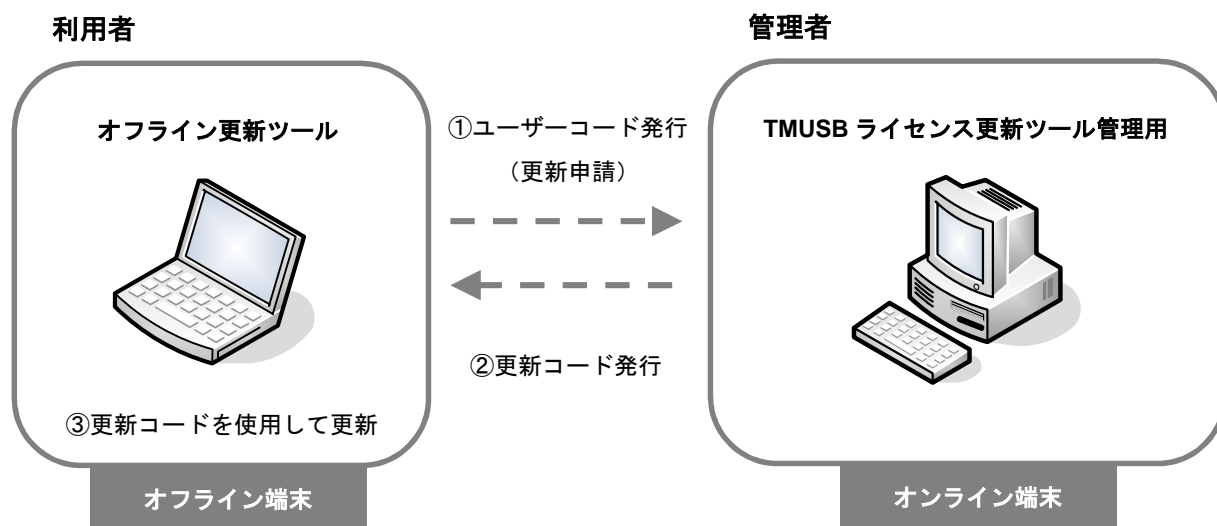 利用者
管理者
オフライン更新ツール
①ユーザーコード発行
（更新申請）
TMUSB ライセンス更新ツール管理用
②更新コード発行
③更新コードを使用して更新
オフライン端末
オンライン端末